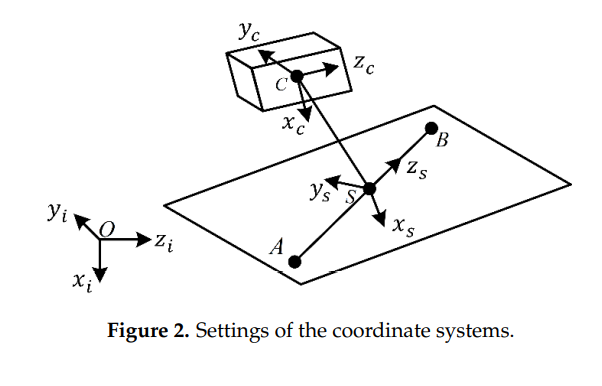 y_c
z_c
C
x_c
B
z_s
y_s S
x_s
y_i O
z_i
A
x_i
Figure 2. Settings of the coordinate systems.